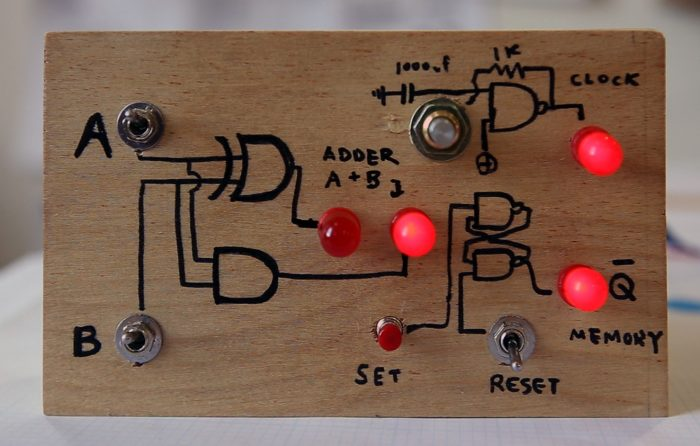 1K
1000uf
CLOCK
A
ADDER
A + B
Q̅
B
MEMORY
SET
RESET